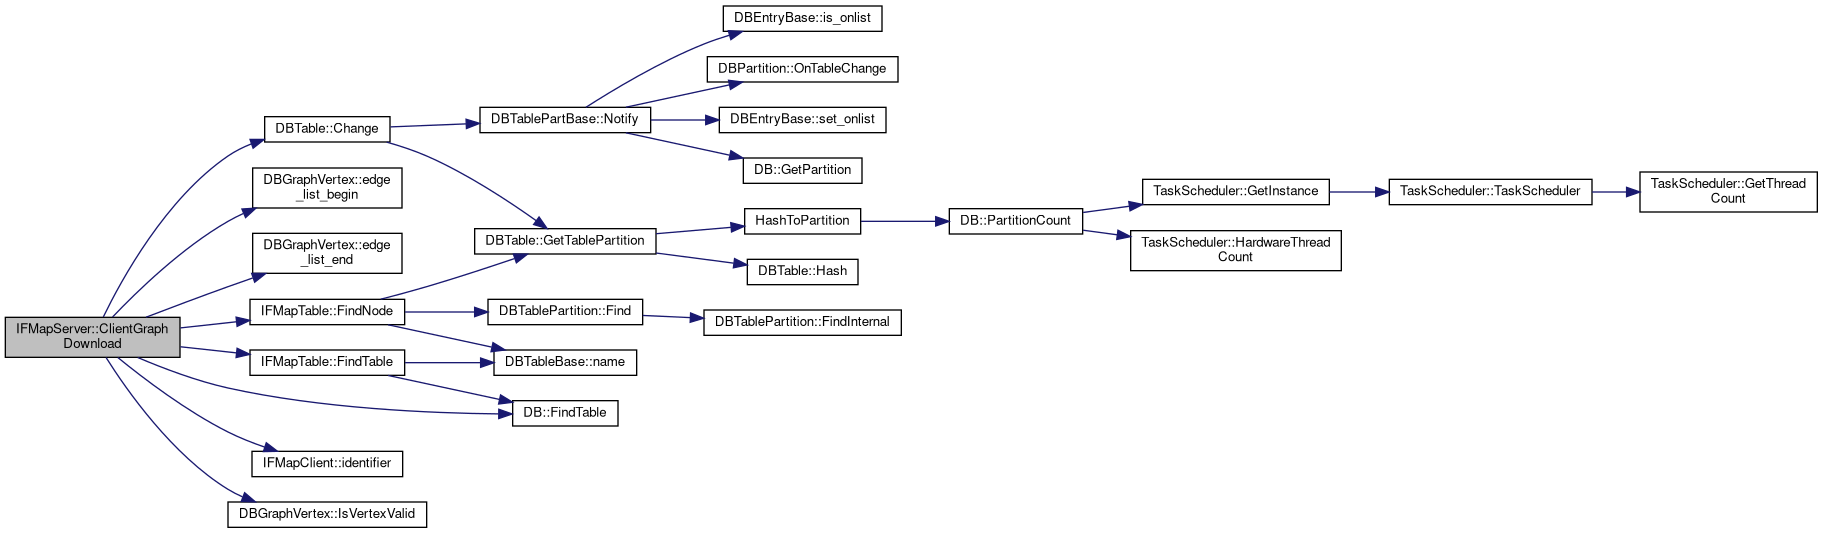 IFMapServer::ClientGraph
Download
DBTable::Change
DBGraphVertex::edge
_list_begin
DBGraphVertex::edge
_list_end
IFMapTable::FindNode
IFMapTable::FindTable
IFMapClient::identifier
DBGraphVertex::IsVertexValid
DBTablePartBase::Notify
DBTable::GetTablePartition
DBTablePartition::Find
DBTableBase::name
DB::FindTable
DBEntryBase::is_onlist
DBPartition::OnTableChange
DBEntryBase::set_onlist
DB::GetPartition
HashToPartition
DBTable::Hash
DBTablePartition::FindInternal
DB::PartitionCount
TaskScheduler::GetInstance
TaskScheduler::HardwareThread
Count
TaskScheduler::TaskScheduler
TaskScheduler::GetThread
Count